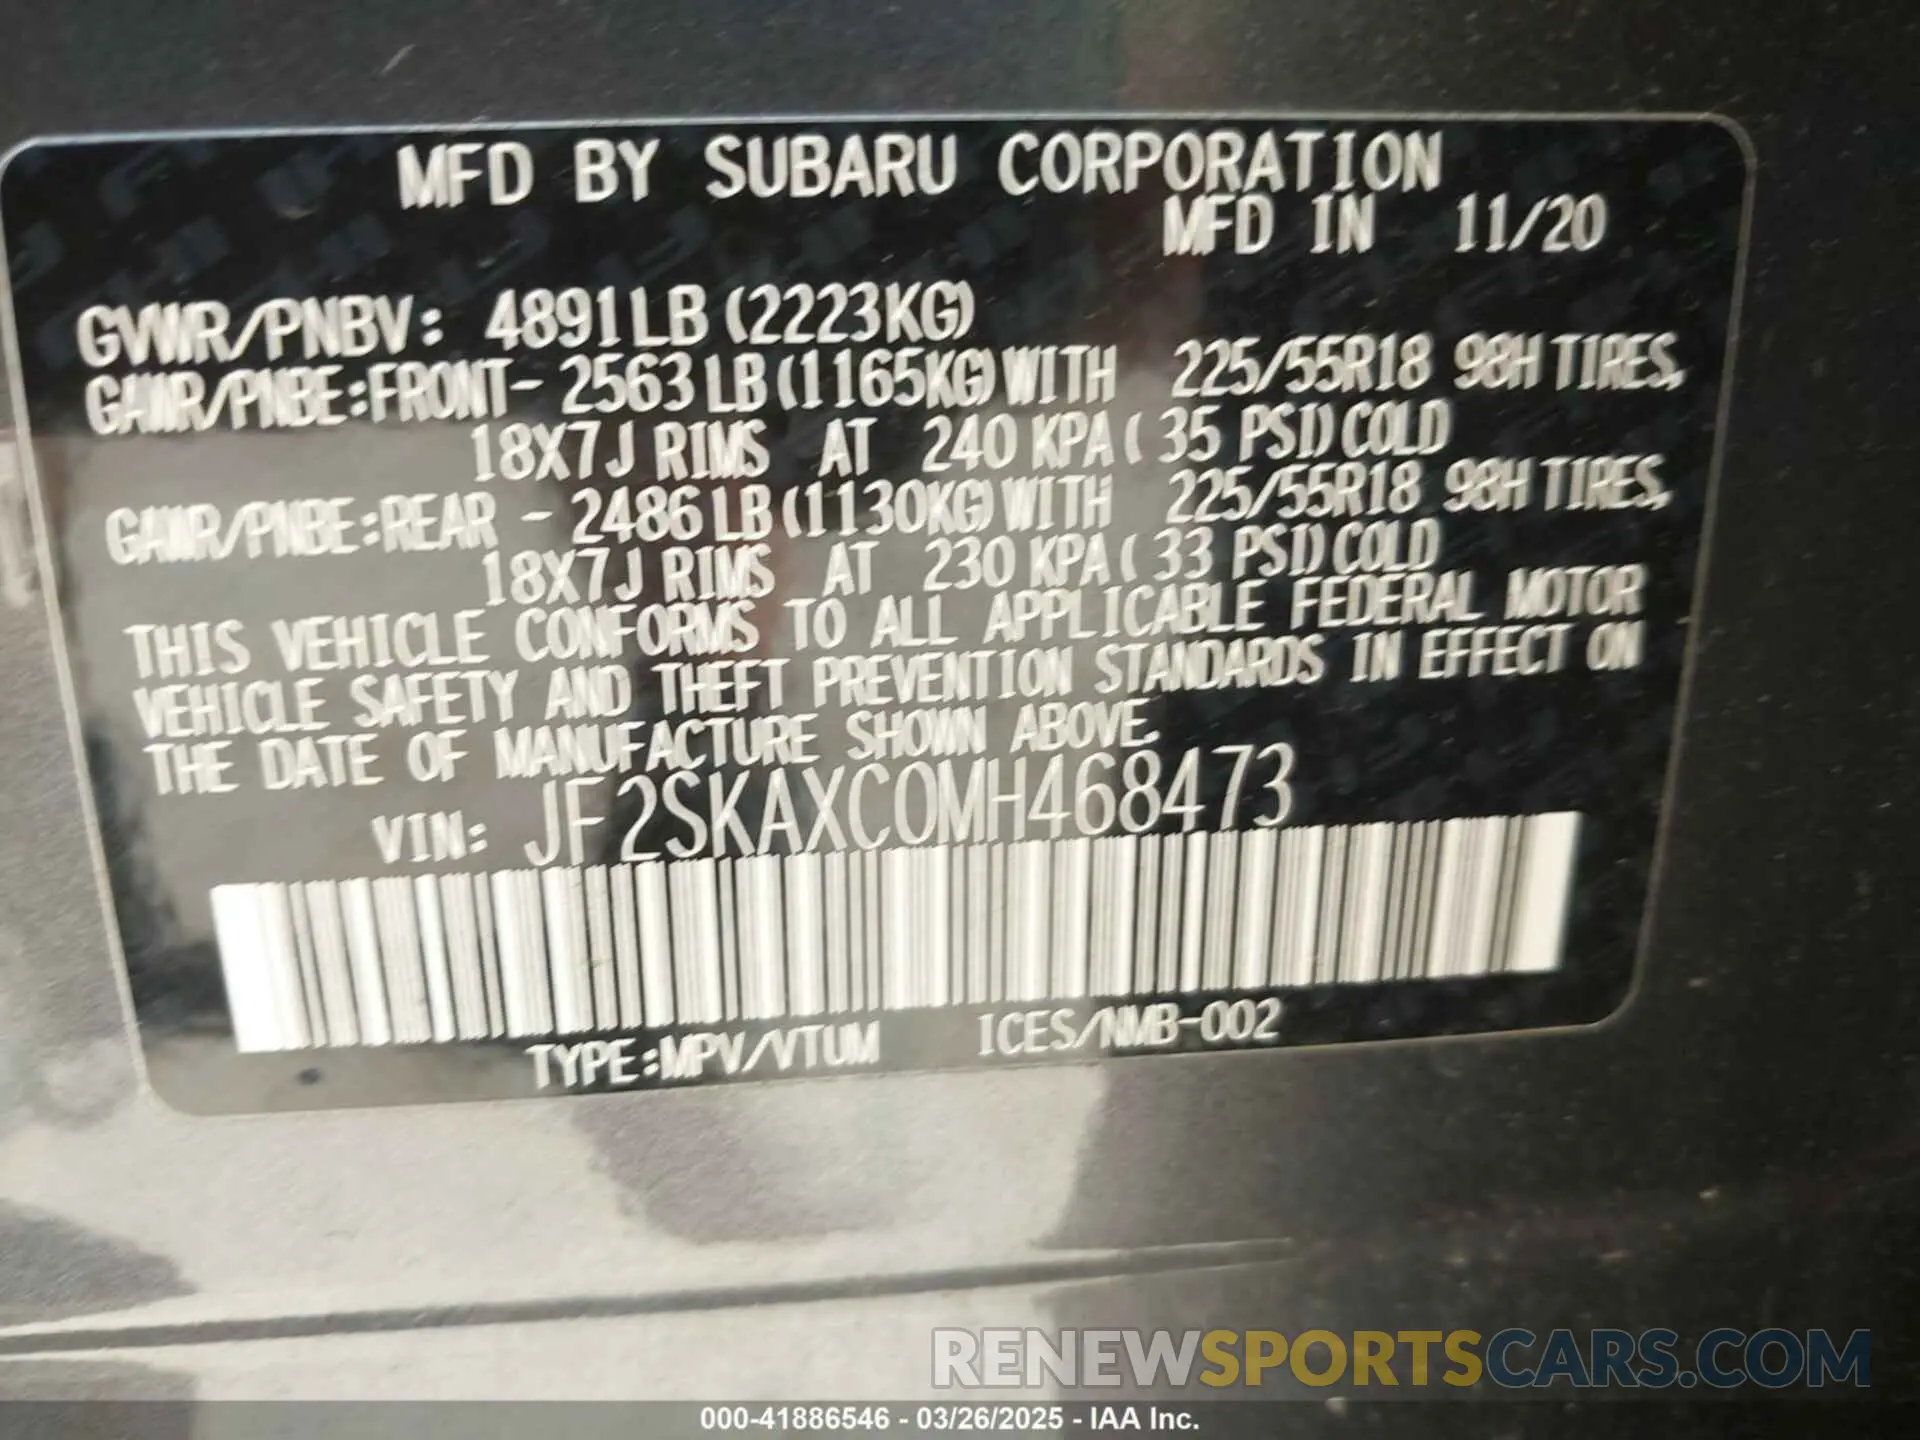 MFD BY SUBARU CORPORATION
MFD IN 11/20
GVWR/PNBV: 4891LB (2223KG)
GAWR/PNBE:FRONT- 2563LB (1165KG) WITH 225/55R18 98H TIRES,
18X7J RIMS AT 240 KPA ( 35 PSI) COLD
GAWR/PNBE:REAR - 2486LB (1130KG) WITH 225/55R18 98H TIRES,
18X7J RIMS AT 230 KPA ( 33 PSI) COLD
THIS VEHICLE CONFORMS TO ALL APPLICABLE FEDERAL MOTOR
VEHICLE SAFETY AND THEFT PREVENTION STANDARDS IN EFFECT ON
THE DATE OF MANUFACTURE SHOWN ABOVE.
VIN: JF2SKAXC0MH468473
TYPE:MPV/VTUM ICES/NMB-002
RENEWSPORTSCARS.COM
000-41886546 - 03/26/2025 - IAA Inc.